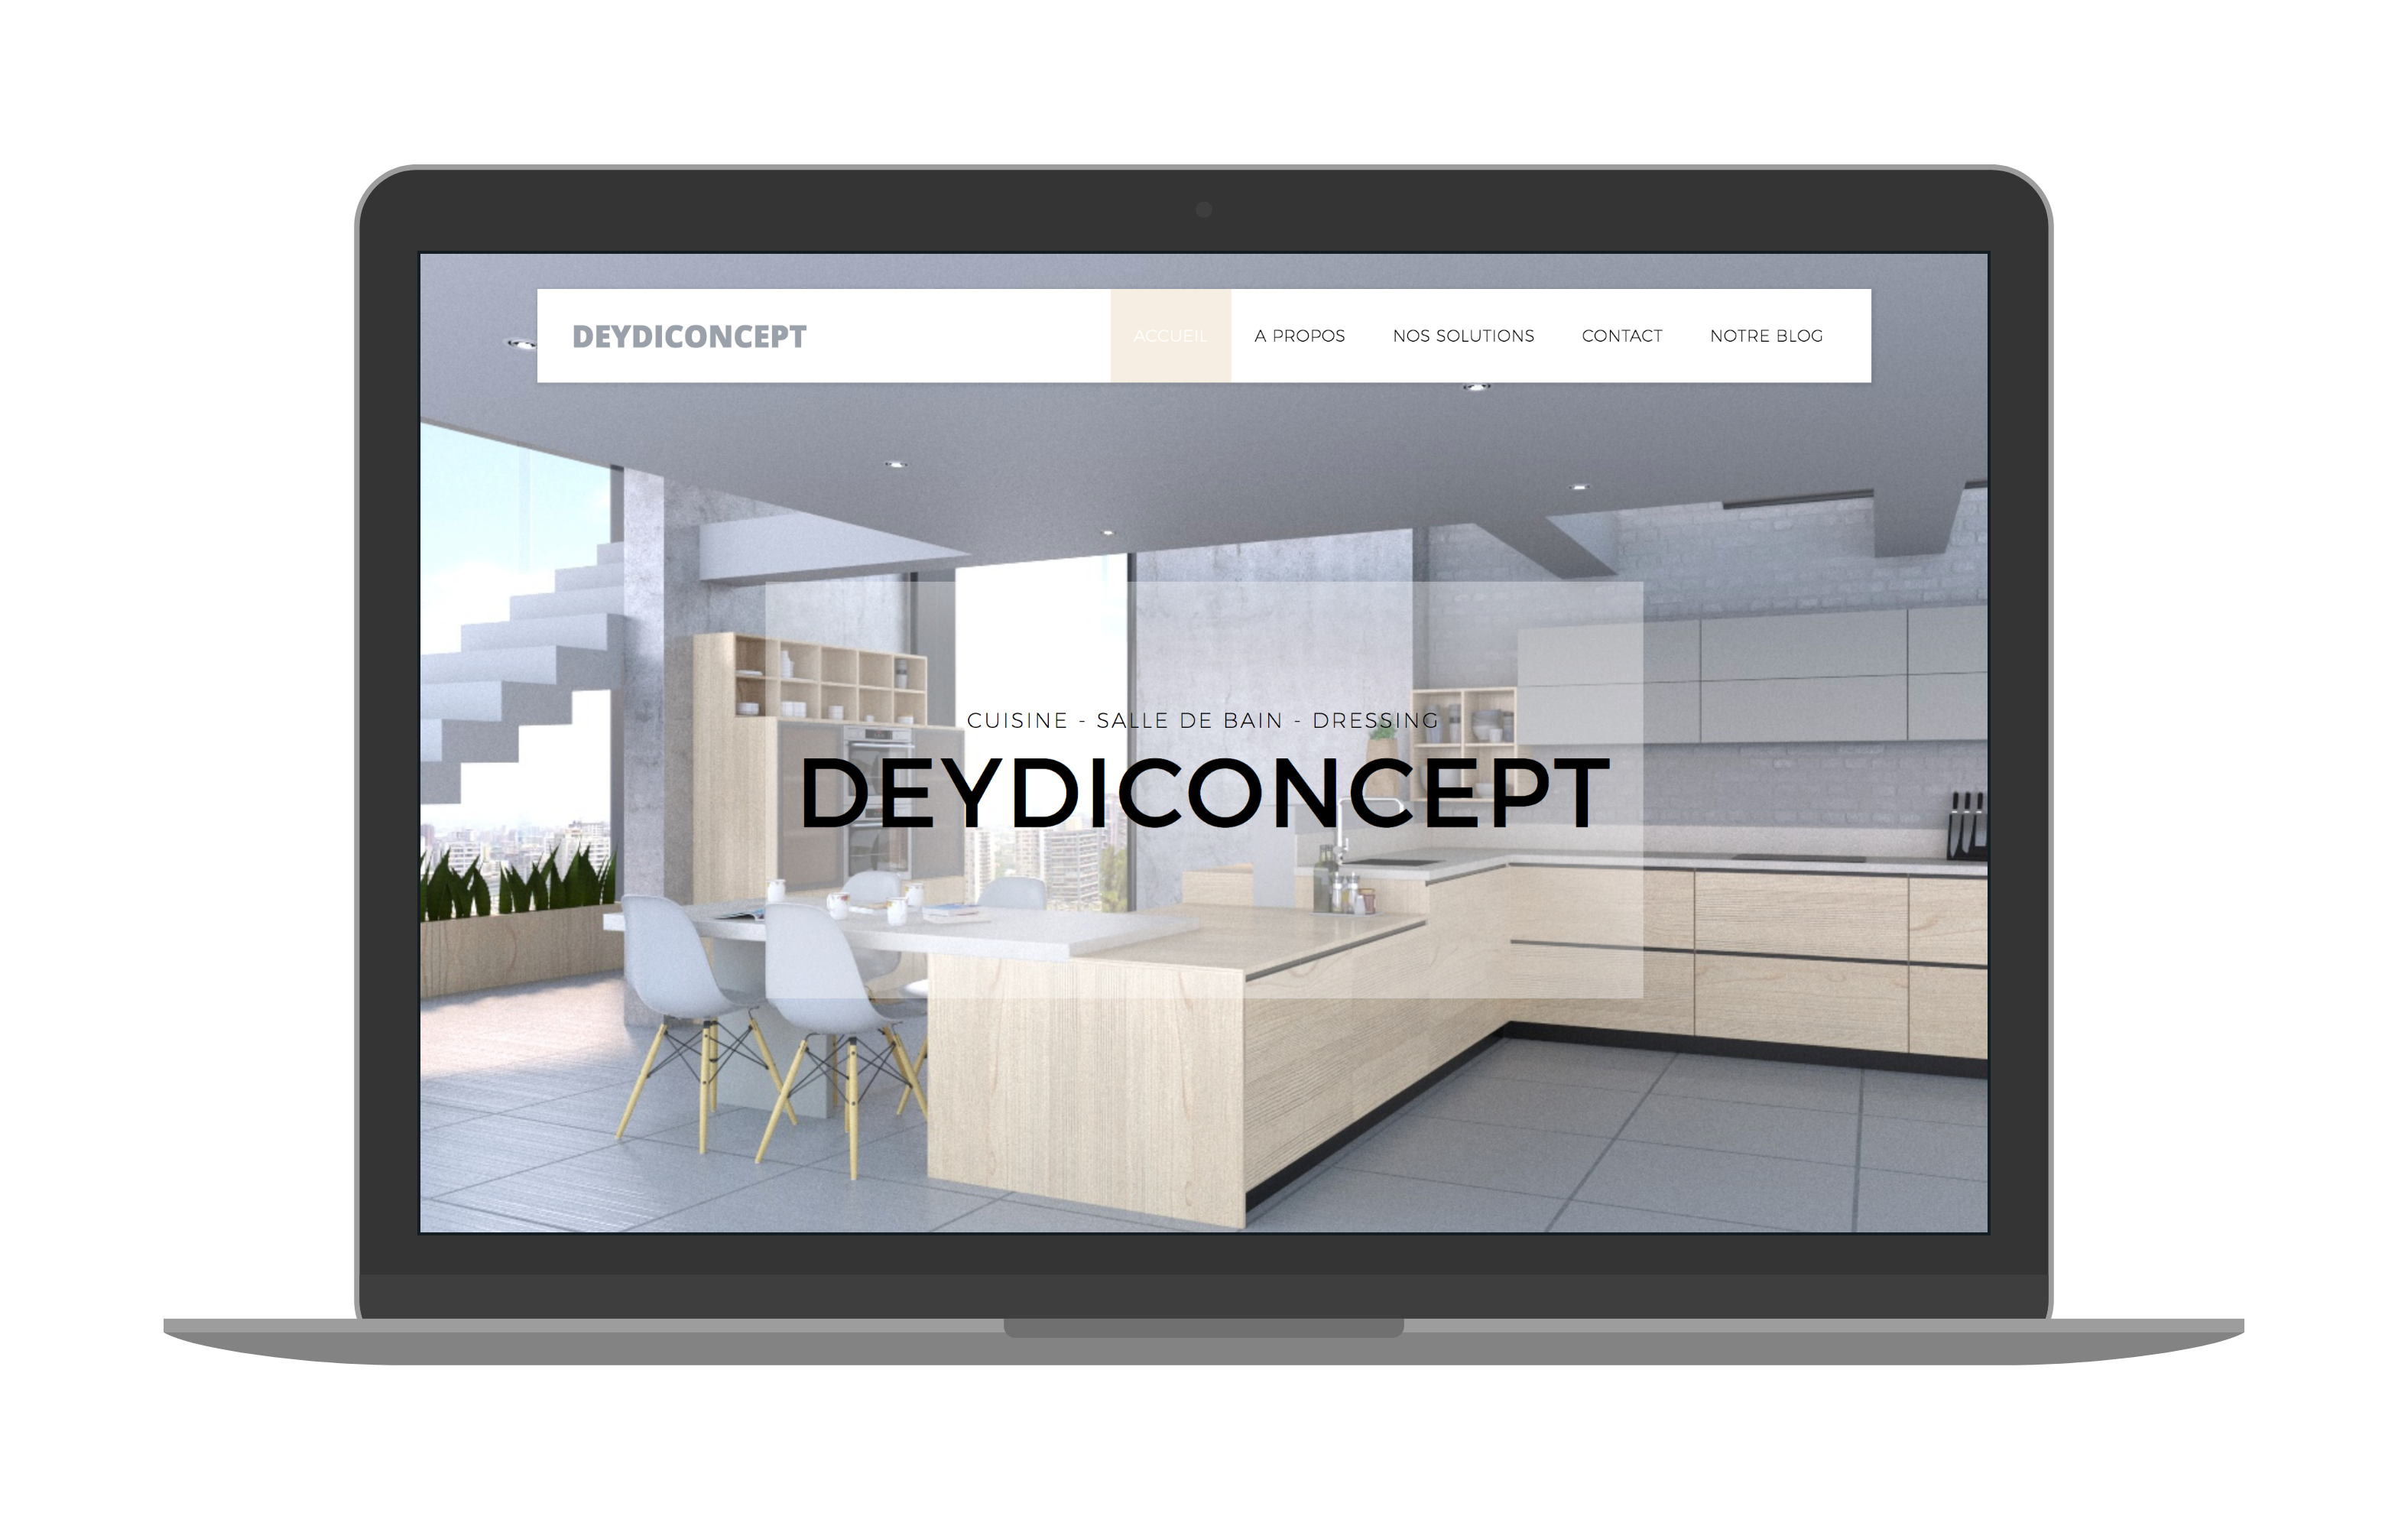 DEYDICONCEPT
ACCUEIL A PROPOS NOS SOLUTIONS CONTACT NOTRE BLOG
CUISINE - SALLE DE BAIN - DRESSING
DEYDICONCEPT